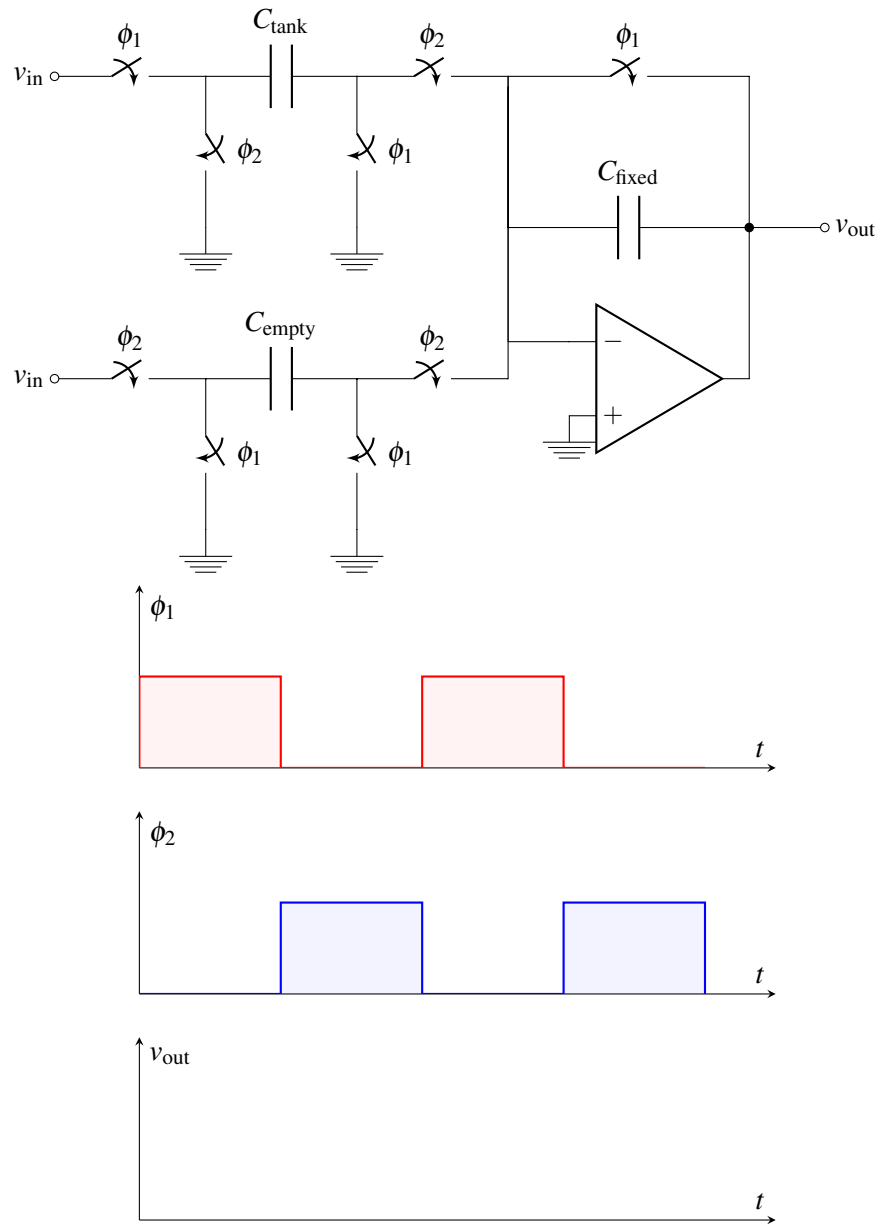 C_tank
ϕ₁ ϕ₂ ϕ₁
v_in
ϕ₂ ϕ₁
C_fixed
v_out
C_empty
ϕ₂ ϕ₂
v_in
−
+
ϕ₁ ϕ₁
ϕ₁
t
ϕ₂
t
v_out
t